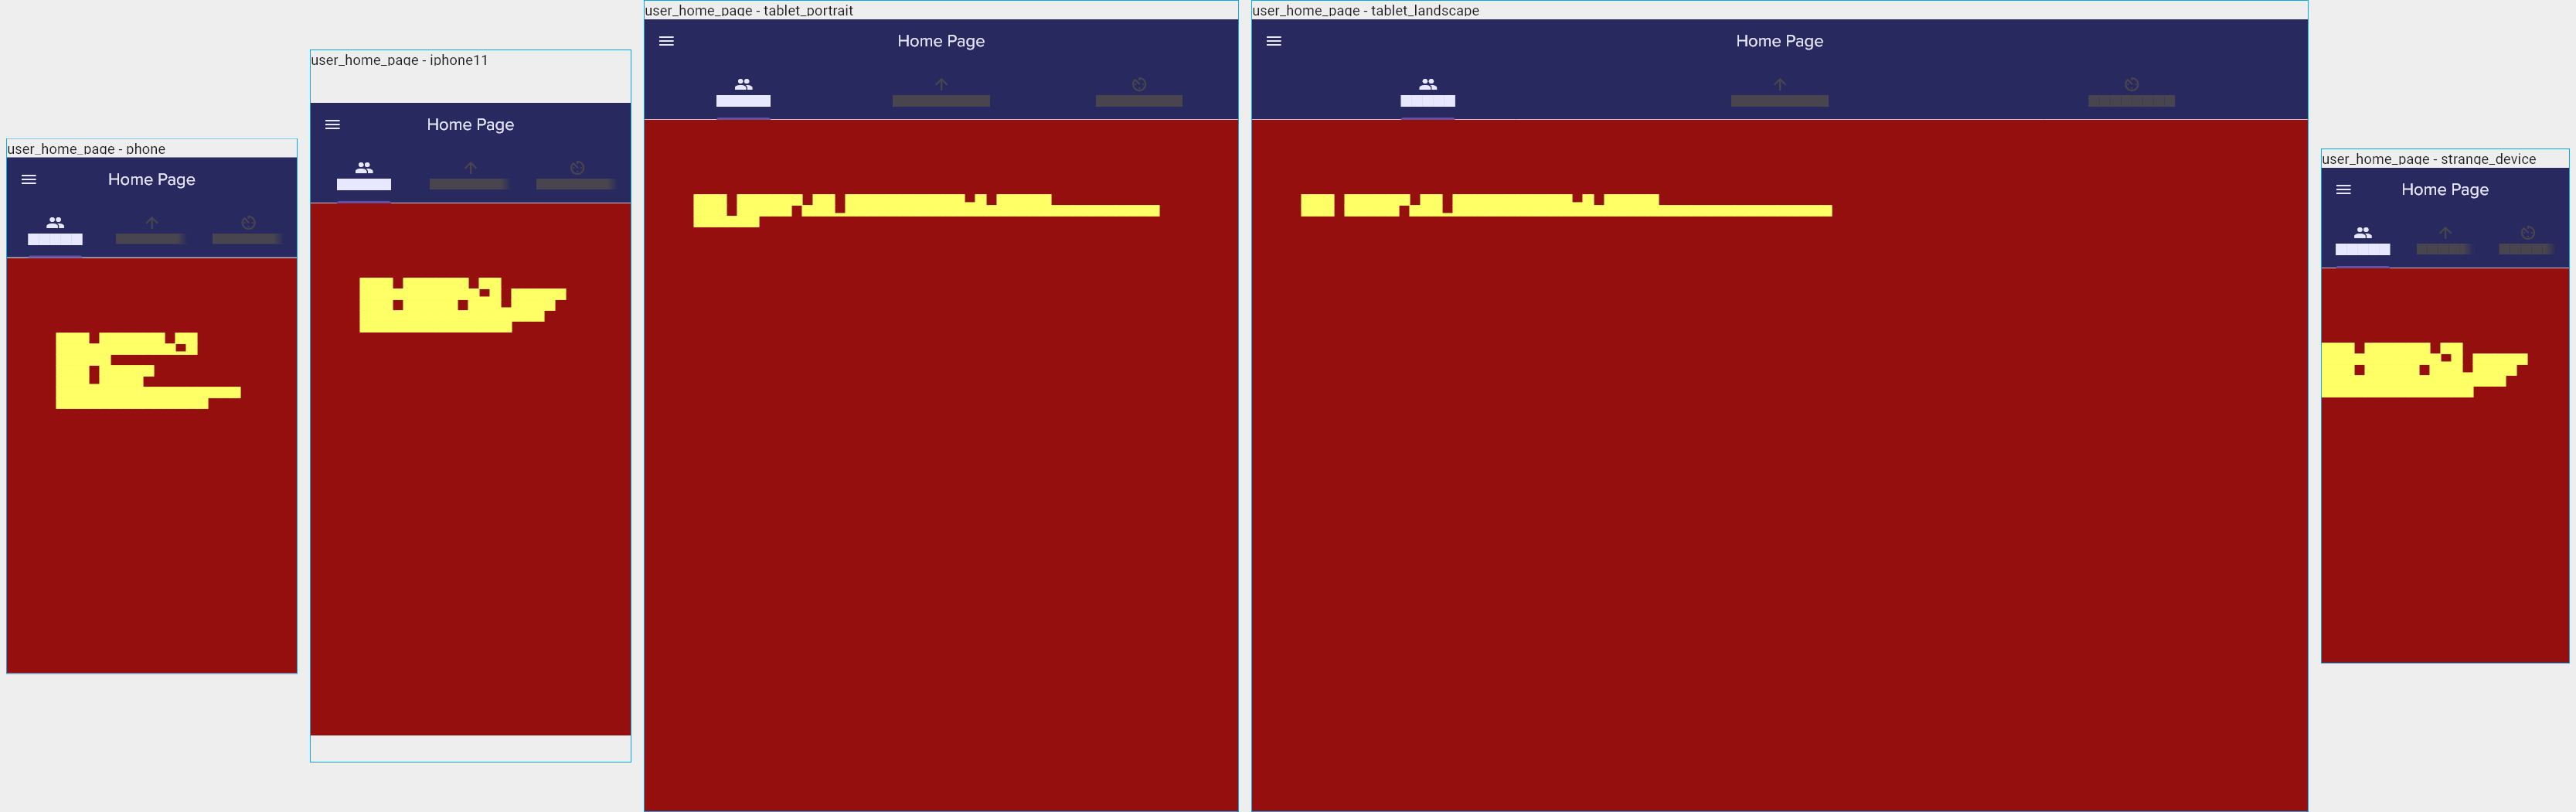 user_home_page - phone
Home Page
user_home_page - iphone11
Home Page
user_home_page - tablet_portrait
Home Page
user_home_page - tablet_landscape
Home Page
user_home_page - strange_device
Home Page